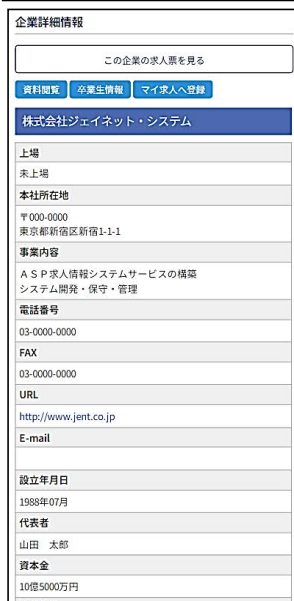 企業詳細情報
この企業の求人票を見る
資料閲覧 卒業生情報 マイ求人へ登録
株式会社ジェイネット・システム
上場
未上場
本社所在地
〒000-0000
東京都新宿区新宿1-1-1
事業内容
ＡＳＰ求人情報システムサービスの構築
システム開発・保守・管理
電話番号
03-0000-0000
FAX
03-0000-0000
URL
http://www.jent.co.jp
E-mail
設立年月日
1988年07月
代表者
山田　太郎
資本金
10億5000万円